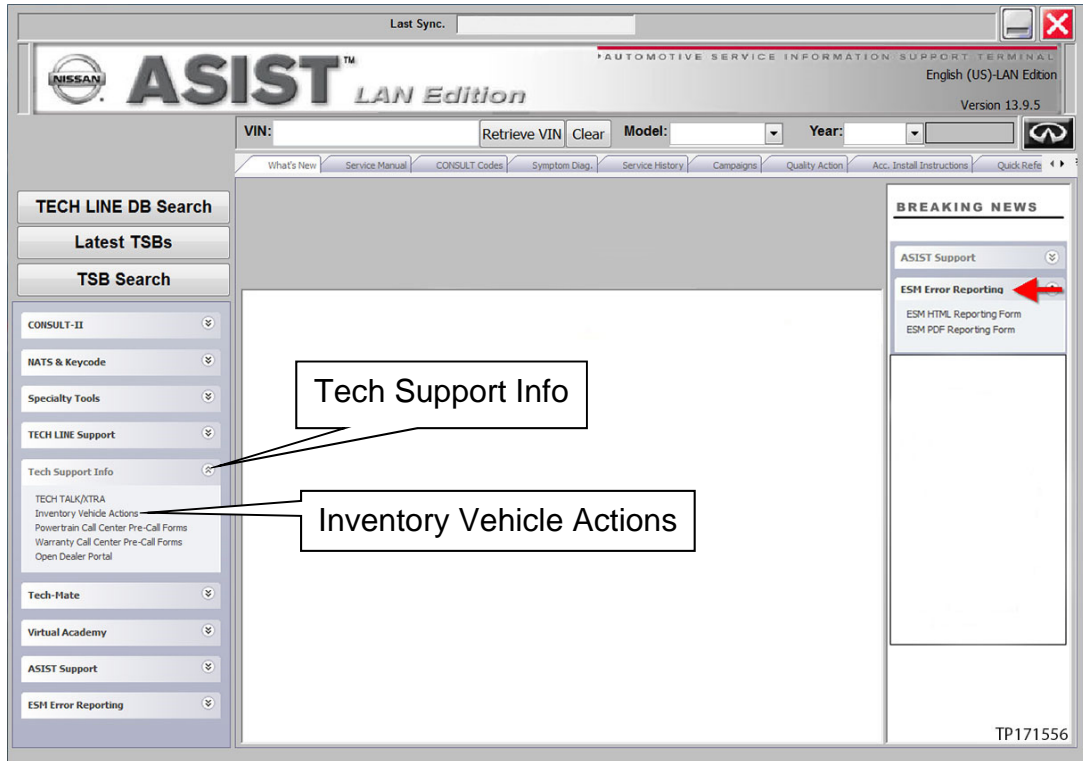 Last Sync.
NISSAN
ASIST™
LAN Edition
AUTOMOTIVE SERVICE INFORMATION SUPPORT TERMINAL
English (US)-LAN Edition
Version 13.9.5
VIN: Retrieve VIN Clear Model: Year:
What's New Service Manual CONSULT Codes Symptom Diag. Service History Campaigns Quality Action Acc. Install Instructions Quick Refe
TECH LINE DB Search
Latest TSBs
TSB Search
CONSULT-II
NATS & Keycode
Specialty Tools
TECH LINE Support
Tech Support Info
TECH TALK/XTRA
Inventory Vehicle Actions
Powertrain Call Center Pre-Call Forms
Warranty Call Center Pre-Call Forms
Open Dealer Portal
Tech-Mate
Virtual Academy
ASIST Support
ESM Error Reporting
Tech Support Info
Inventory Vehicle Actions
BREAKING NEWS
ASIST Support
ESM Error Reporting
ESM HTML Reporting Form
ESM PDF Reporting Form
TP171556